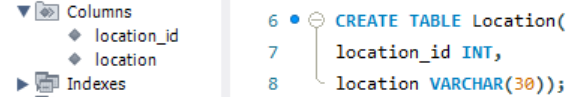 Columns
location_id
location
Indexes
6 CREATE TABLE Location(
7 location_id INT,
8 location VARCHAR(30));